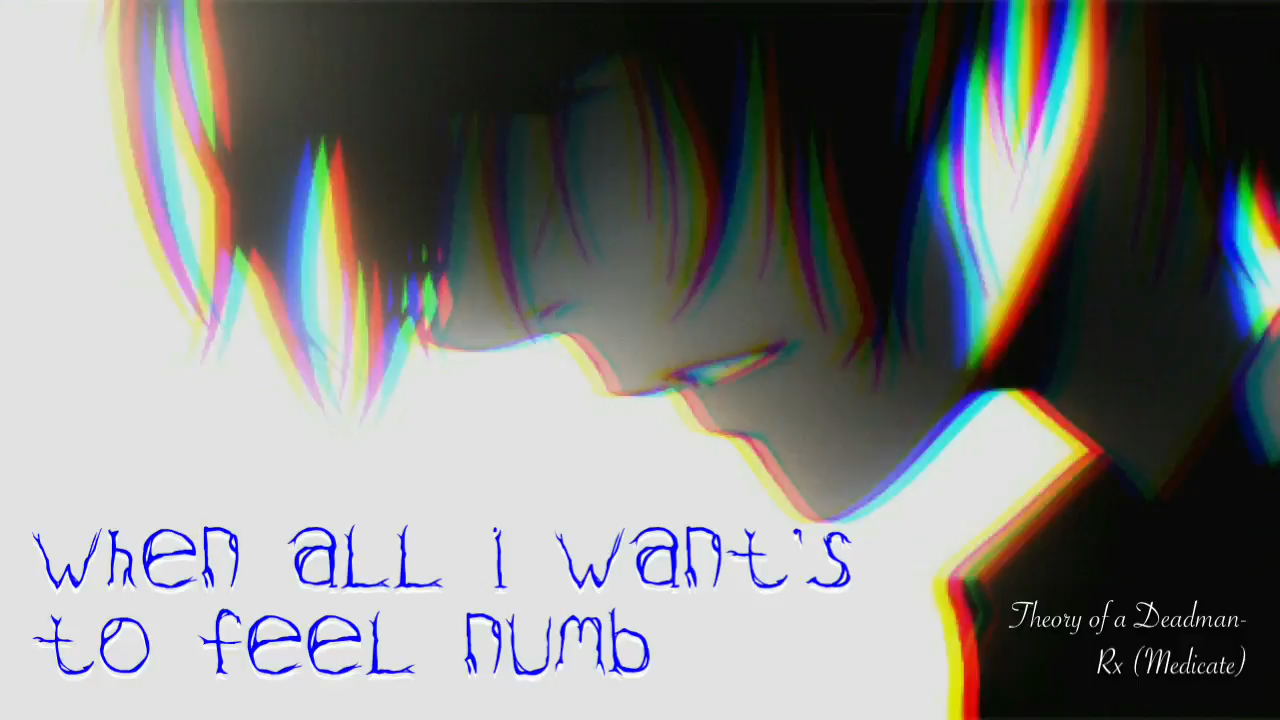 when all i want's
to feel numb
Theory of a Deadman-
Rx (Medicate)